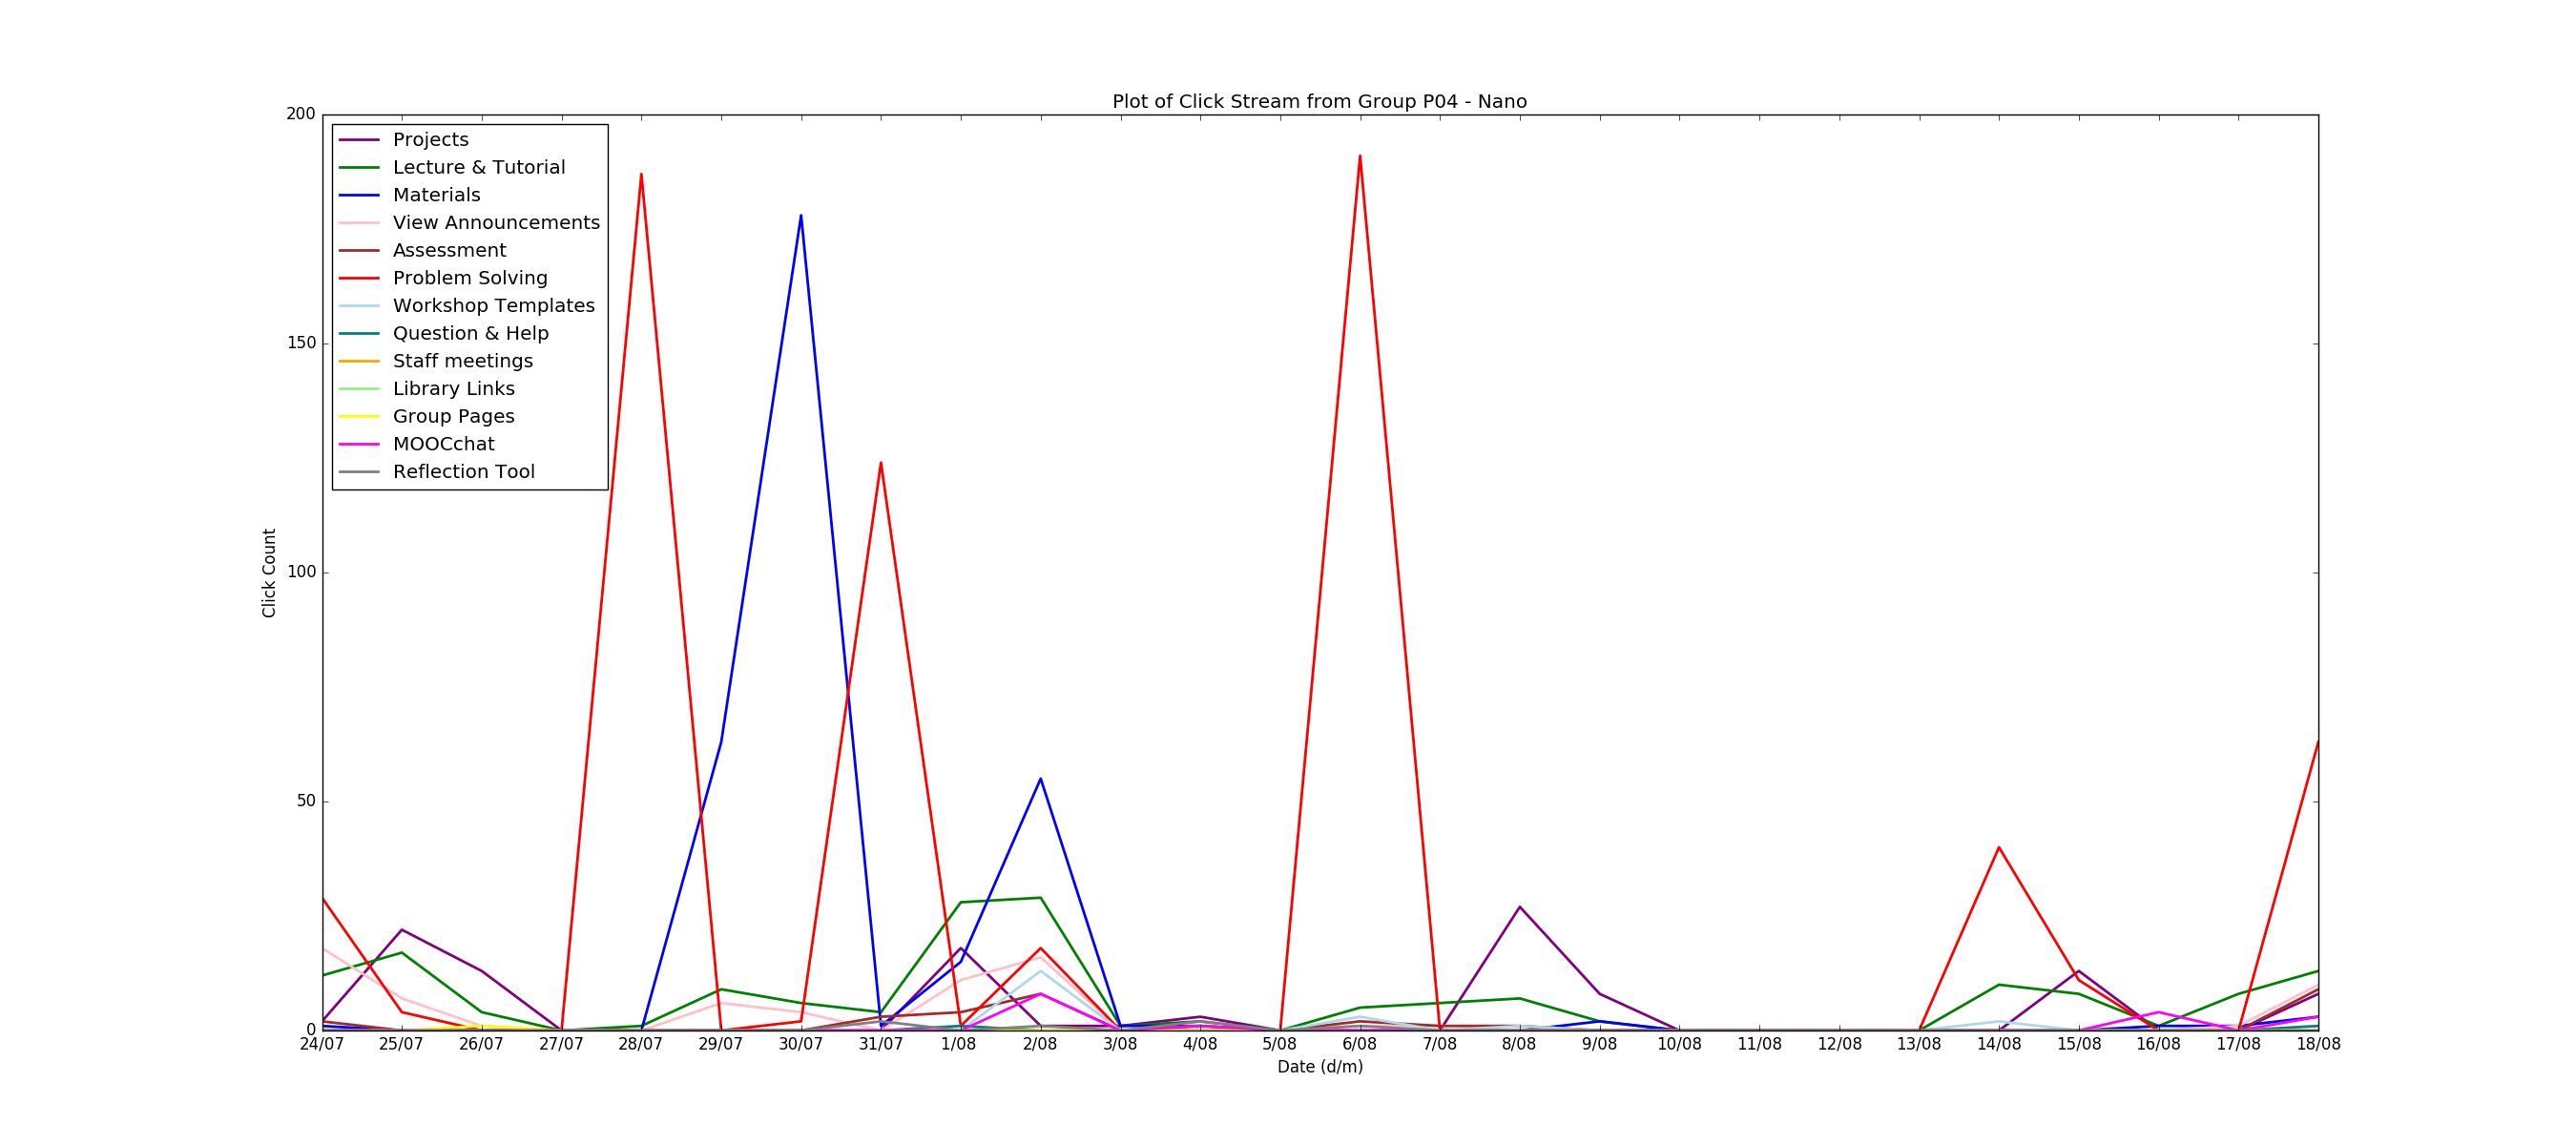 Plot of Click Stream from Group P04 - Nano
200
150
100
50
0
Click Count
Projects
Lecture & Tutorial
Materials
View Announcements
Assessment
Problem Solving
Workshop Templates
Question & Help
Staff meetings
Library Links
Group Pages
MOOCchat
Reflection Tool
24/07 25/07 26/07 27/07 28/07 29/07 30/07 31/07 1/08 2/08 3/08 4/08 5/08 6/08 7/08 8/08 9/08 10/08 11/08 12/08 13/08 14/08 15/08 16/08 17/08 18/08
Date (d/m)